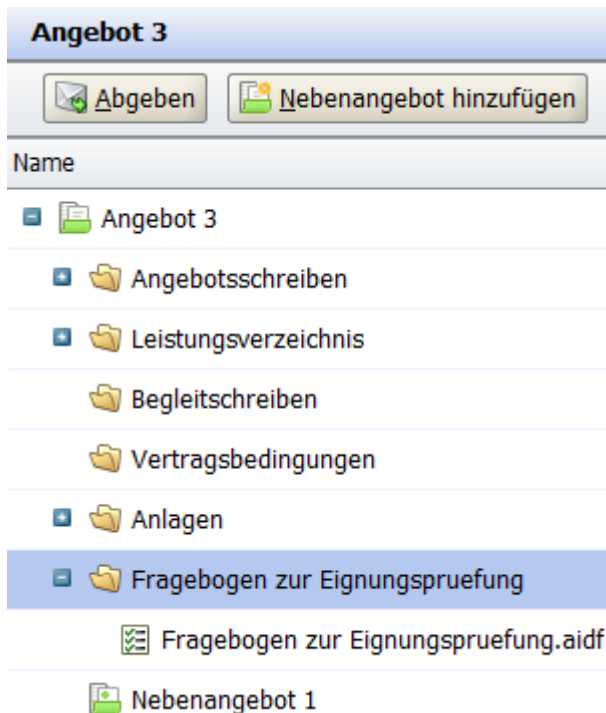 Angebot 3
Abgeben Nebenangebot hinzufügen
Name
Angebot 3
Angebotsschreiben
Leistungsverzeichnis
Begleitschreiben
Vertragsbedingungen
Anlagen
Fragebogen zur Eignungspruefung
Fragebogen zur Eignungspruefung.aidf
Nebenangebot 1